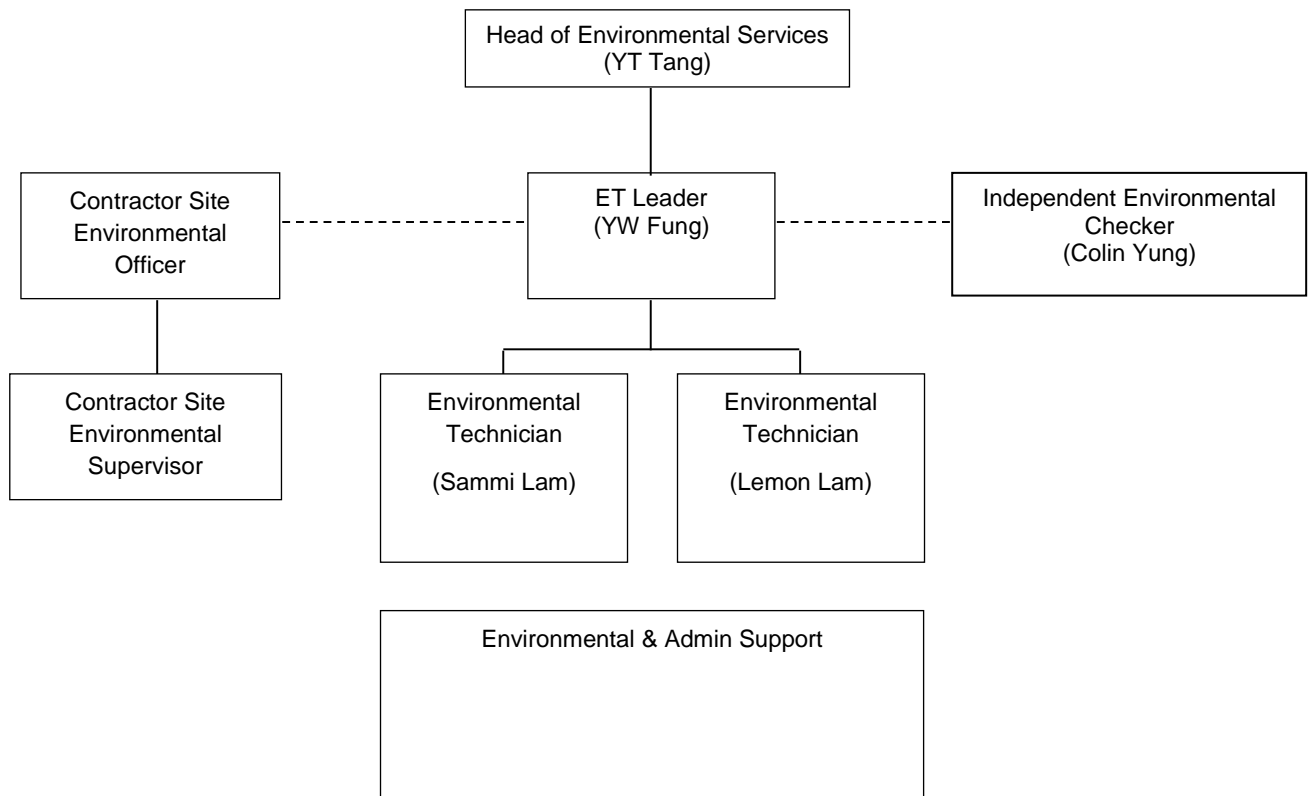 Head of Environmental Services
(YT Tang)
Contractor Site
Environmental
Officer
ET Leader
(YW Fung)
Independent Environmental
Checker
(Colin Yung)
Contractor Site
Environmental
Supervisor
Environmental
Technician
(Sammi Lam)
Environmental
Technician
(Lemon Lam)
Environmental & Admin Support